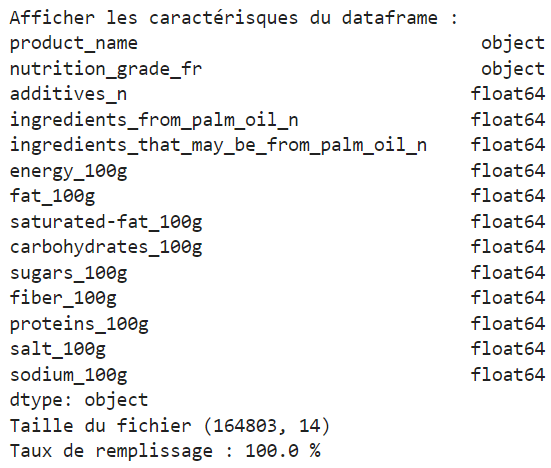 Afficher les caractérisques du dataframe :
product_name object
nutrition_grade_fr object
additives_n float64
ingredients_from_palm_oil_n float64
ingredients_that_may_be_from_palm_oil_n float64
energy_100g float64
fat_100g float64
saturated-fat_100g float64
carbohydrates_100g float64
sugars_100g float64
fiber_100g float64
proteins_100g float64
salt_100g float64
sodium_100g float64
dtype: object
Taille du fichier (164803, 14)
Taux de remplissage : 100.0 %